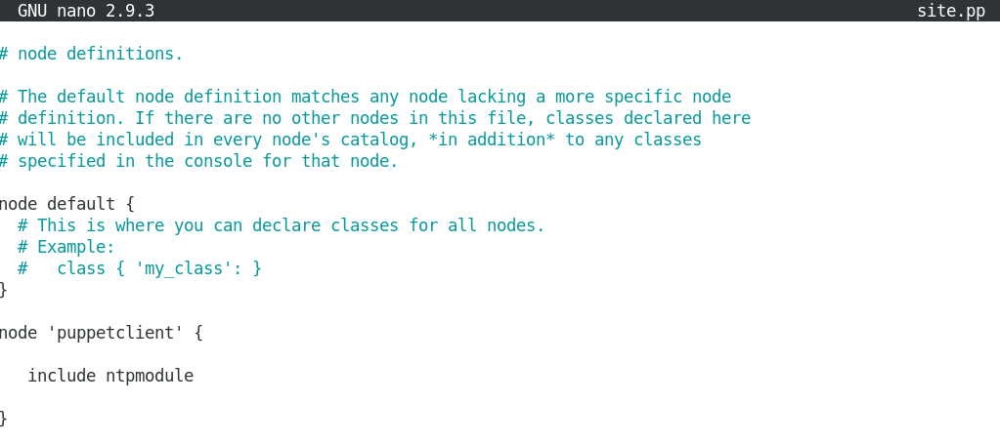 GNU nano 2.9.3 site.pp
# node definitions.
# The default node definition matches any node lacking a more specific node
# definition. If there are no other nodes in this file, classes declared here
# will be included in every node's catalog, *in addition* to any classes
# specified in the console for that node.
node default {
  # This is where you can declare classes for all nodes.
  # Example:
  #   class { 'my_class': }
}
node 'puppetclient' {
   include ntpmodule
}